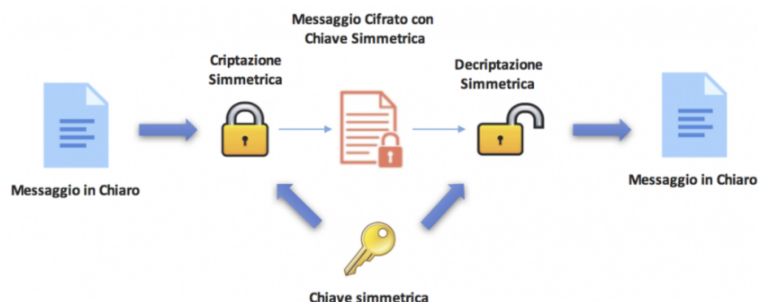 Messaggio Cifrato con
Chiave Simmetrica
Criptazione
Simmetrica
Decriptazione
Simmetrica
Messaggio in Chiaro
Messaggio in Chiaro
Chiave simmetrica